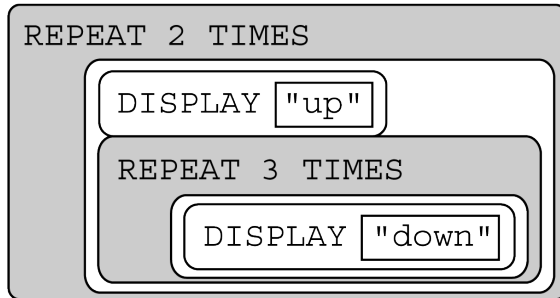 REPEAT 2 TIMES
DISPLAY "up"
REPEAT 3 TIMES
DISPLAY "down"